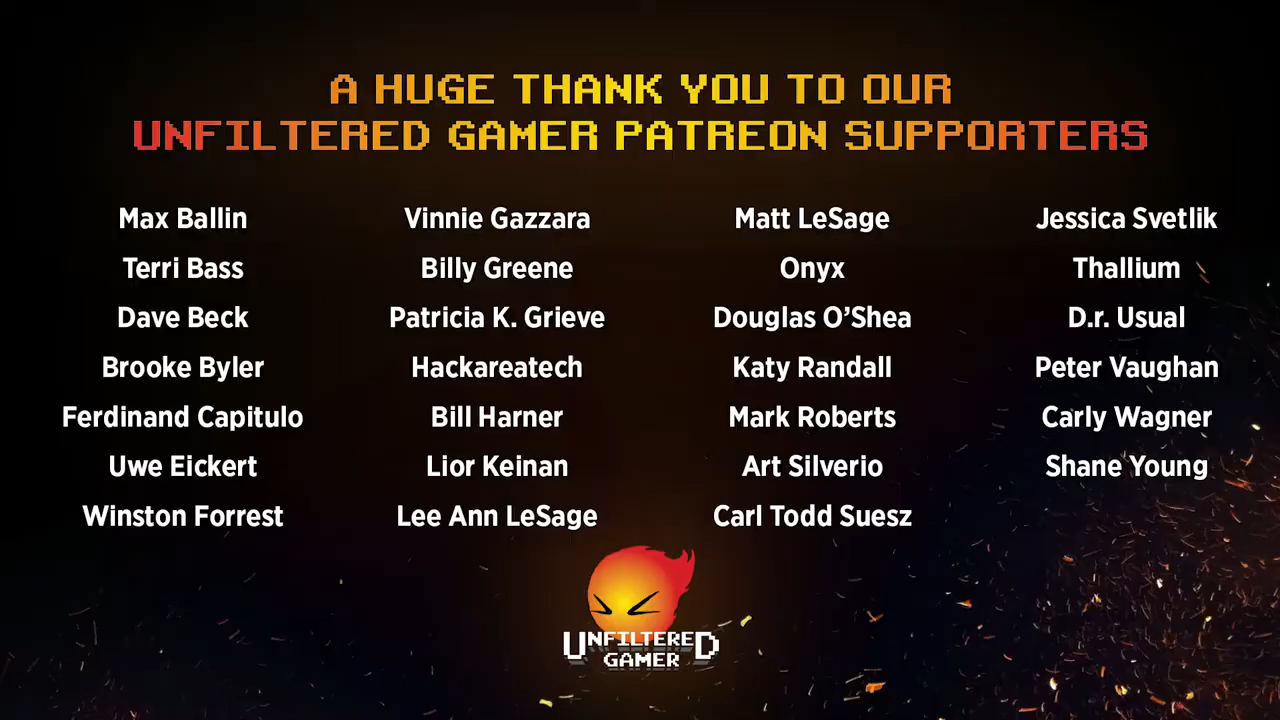 A HUGE THANK YOU TO OUR
UNFILTERED GAMER PATREON SUPPORTERS
Max Ballin
Terri Bass
Dave Beck
Brooke Byler
Ferdinand Capitulo
Uwe Eickert
Winston Forrest
Vinnie Gazzara
Billy Greene
Patricia K. Grieve
Hackareatech
Bill Harner
Lior Keinan
Lee Ann LeSage
Matt LeSage
Onyx
Douglas O’Shea
Katy Randall
Mark Roberts
Art Silverio
Carl Todd Suesz
Jessica Svetlik
Thallium
D.r. Usual
Peter Vaughan
Carly Wagner
Shane Young
UNFILTERED
GAMER